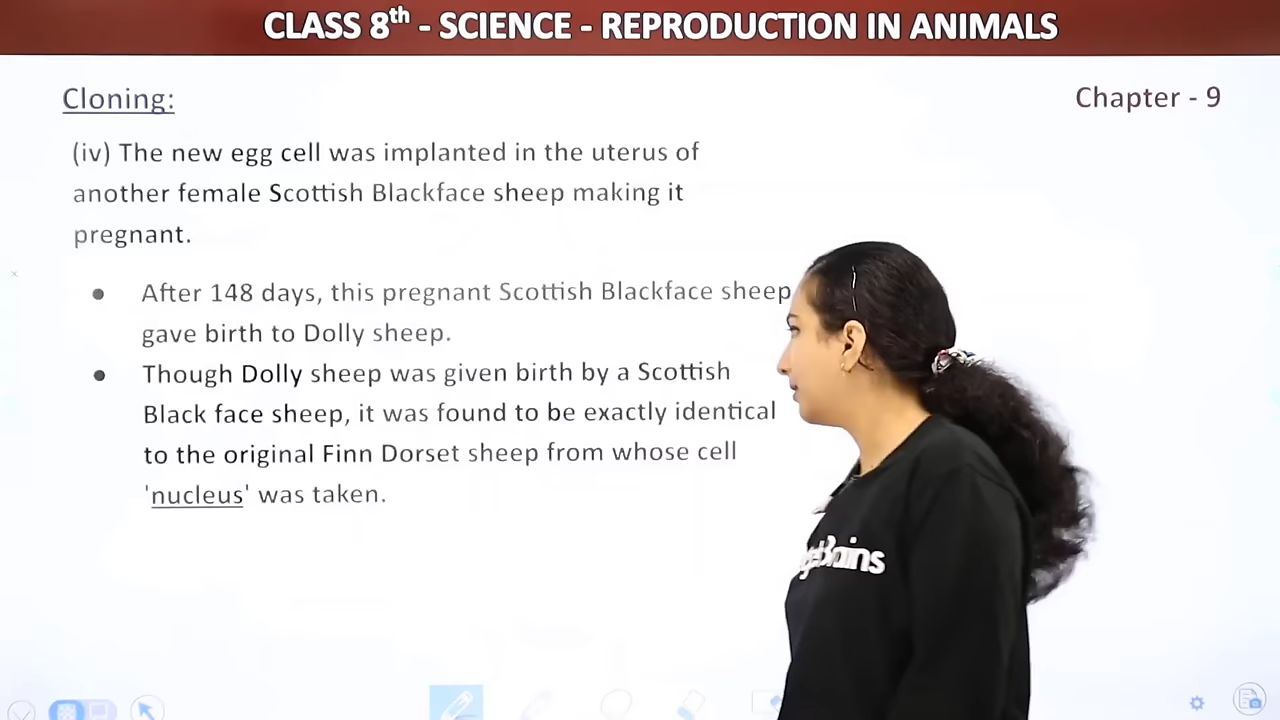 CLASS 8th - SCIENCE - REPRODUCTION IN ANIMALS
Cloning:
Chapter - 9
(iv) The new egg cell was implanted in the uterus of
another female Scottish Blackface sheep making it
pregnant.
● After 148 days, this pregnant Scottish Blackface sheep
gave birth to Dolly sheep.
● Though Dolly sheep was given birth by a Scottish
Black face sheep, it was found to be exactly identical
to the original Finn Dorset sheep from whose cell
'nucleus' was taken.